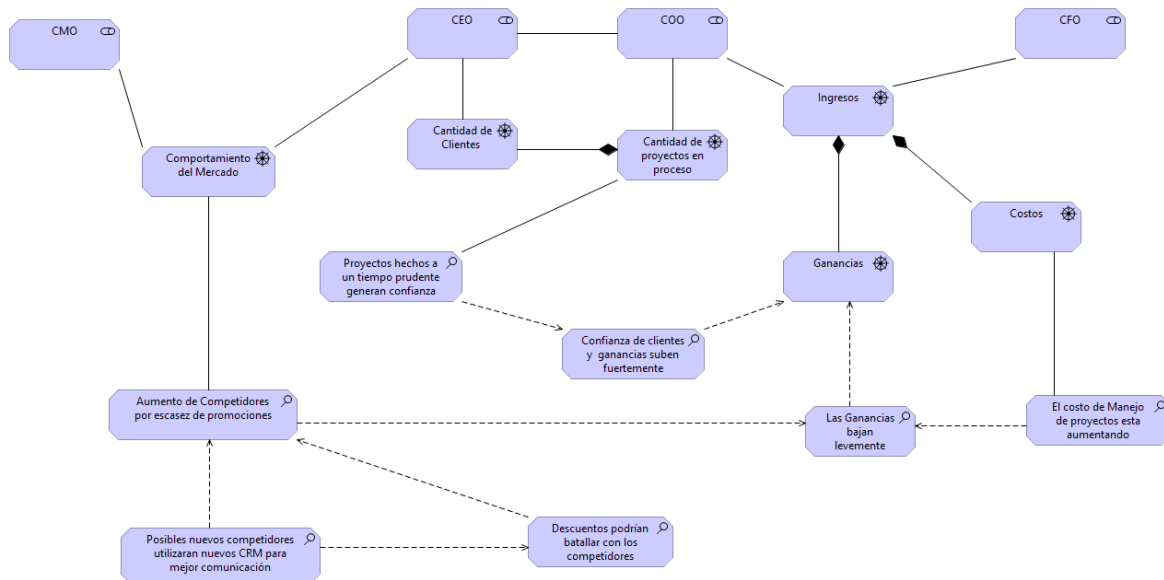 CMO
CEO
COO
CFO
Ingresos
Cantidad de
Clientes
Cantidad de
proyectos en
proceso
Comportamiento
del Mercado
Costos
Proyectos hechos a
un tiempo prudente
generan confianza
Ganancias
Confianza de clientes
y ganancias suben
fuertemente
Aumento de Competidores
por escasez de promociones
Las Ganancias
bajan
levemente
El costo de Manejo
de proyectos esta
aumentando
Posibles nuevos competidores
utilizaran nuevos CRM para
mejor comunicación
Descuentos podrían
batallar con los
competidores